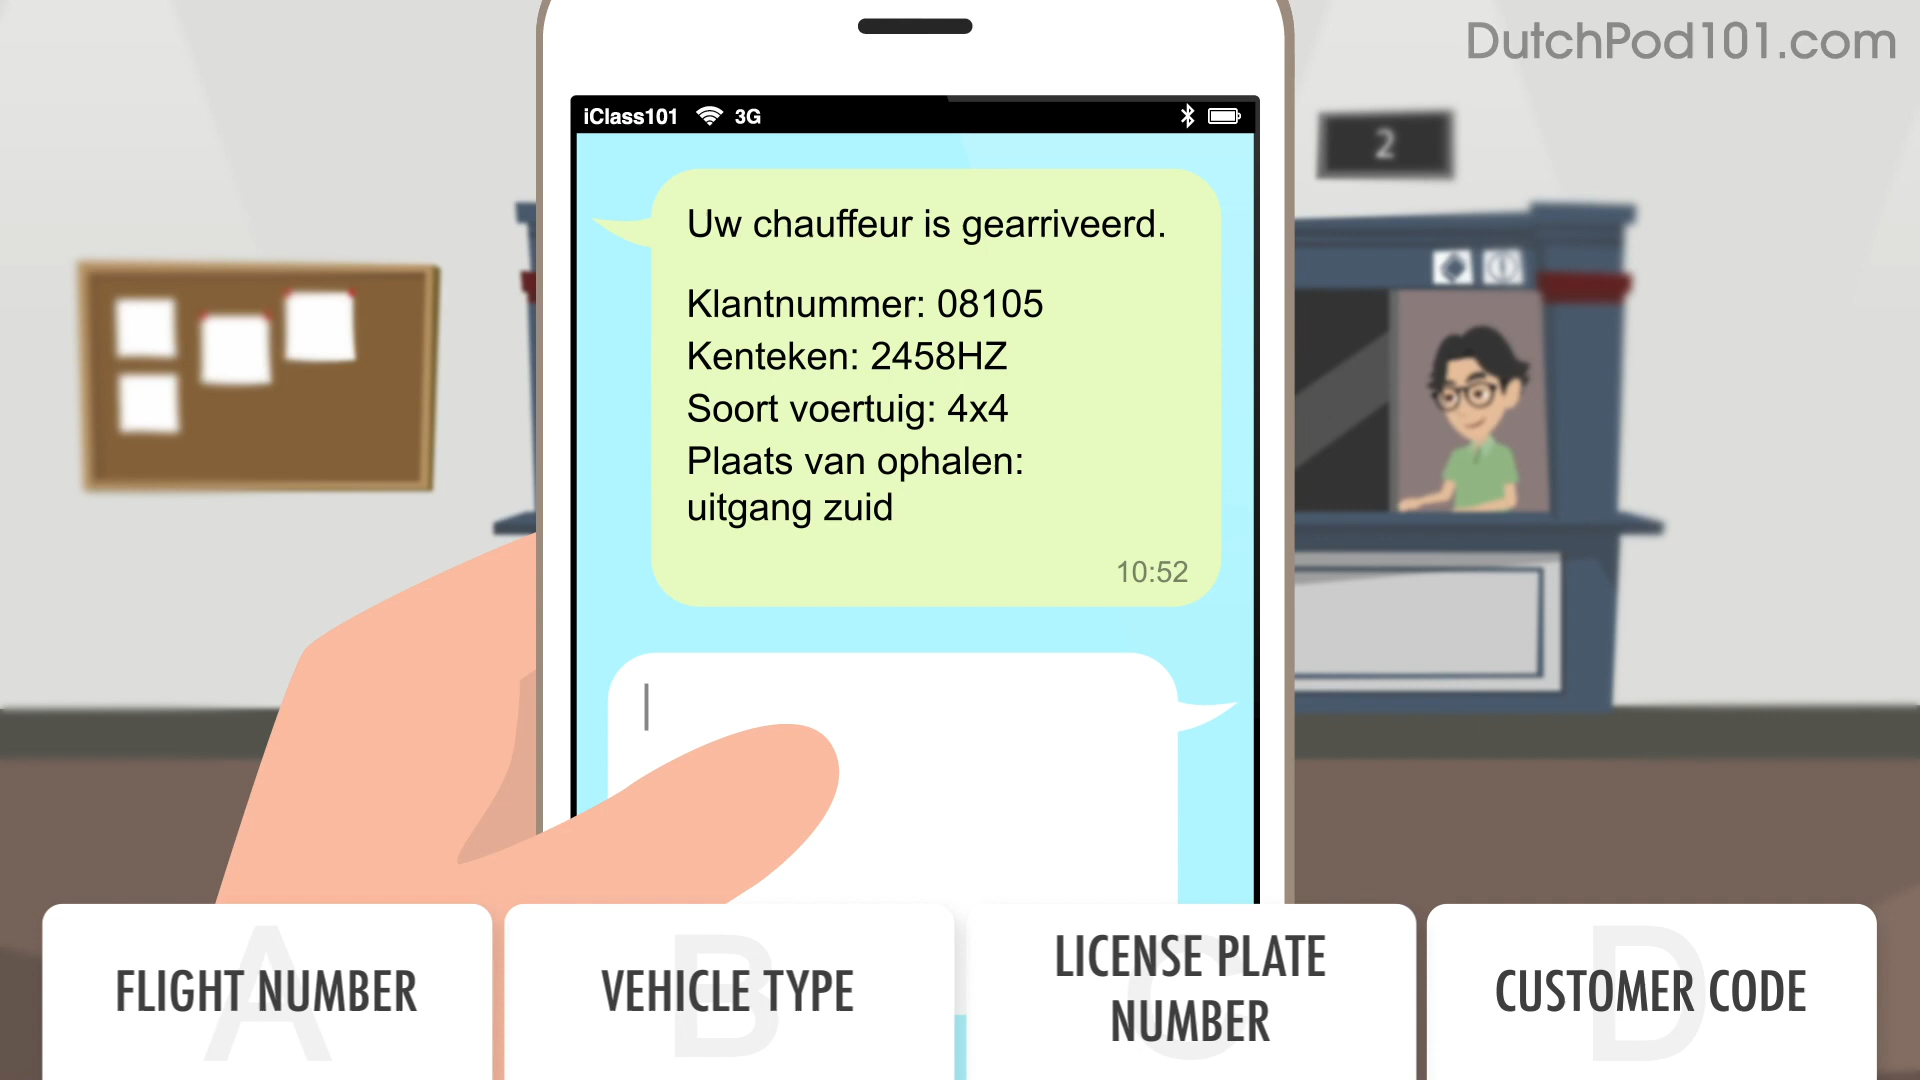 DutchPod101.com
iClass101 3G
2
Uw chauffeur is gearriveerd.
Klantnummer: 08105
Kenteken: 2458HZ
Soort voertuig: 4x4
Plaats van ophalen:
uitgang zuid
10:52
A
FLIGHT NUMBER
B
VEHICLE TYPE
C
LICENSE PLATE
NUMBER
D
CUSTOMER CODE